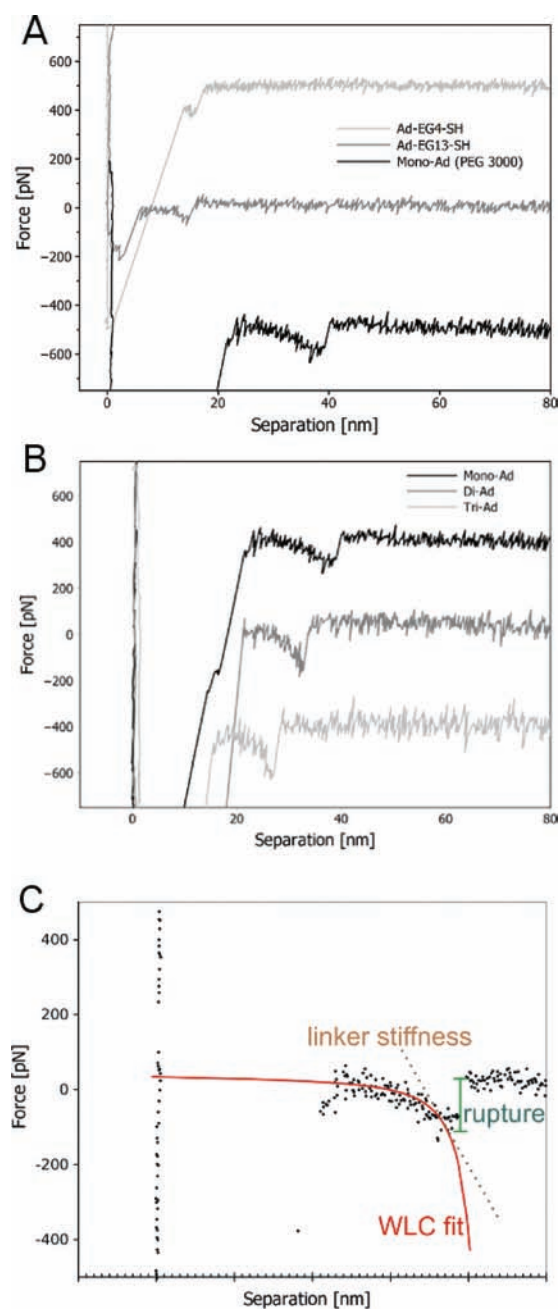 A
600
400
200
0
-200
-400
-600
Force [pN]
Ad-EG4-SH
Ad-EG13-SH
Mono-Ad (PEG 3000)
0 20 40 60 80
Separation [nm]
B
600
400
200
0
-200
-400
-600
Force [pN]
Mono-Ad
Di-Ad
Tri-Ad
0 20 40 60 80
Separation [nm]
C
400
200
0
-200
-400
Force [pN]
linker stiffness
rupture
WLC fit
Separation [nm]